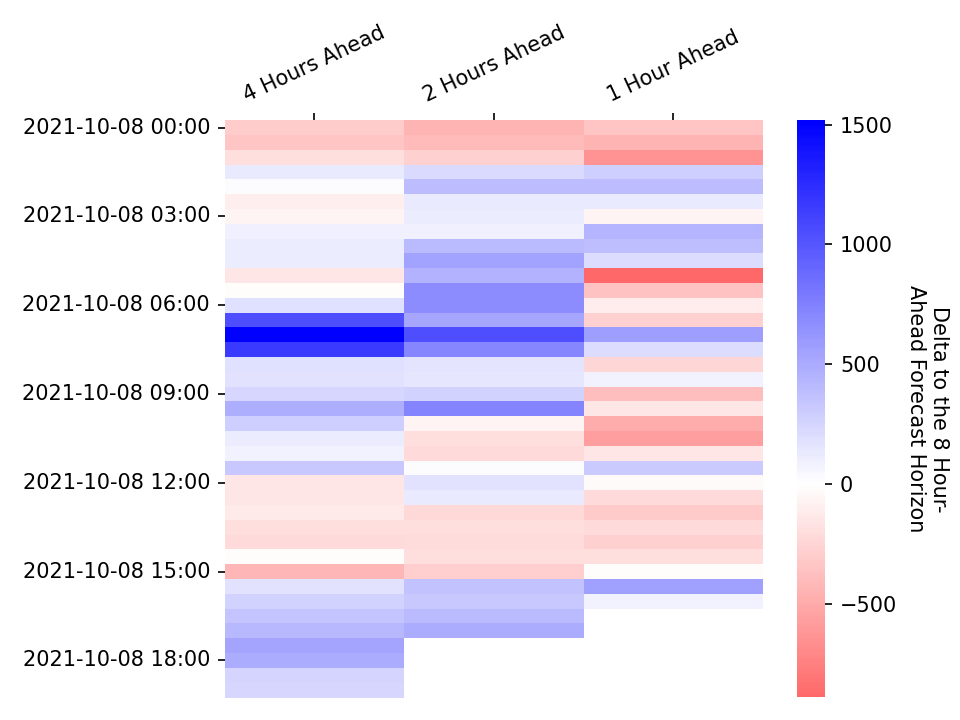 4 Hours Ahead
2 Hours Ahead
1 Hour Ahead
2021-10-08 00:00
2021-10-08 03:00
2021-10-08 06:00
2021-10-08 09:00
2021-10-08 12:00
2021-10-08 15:00
2021-10-08 18:00
1500
1000
500
0
−500
Delta to the 8 Hour-
Ahead Forecast Horizon